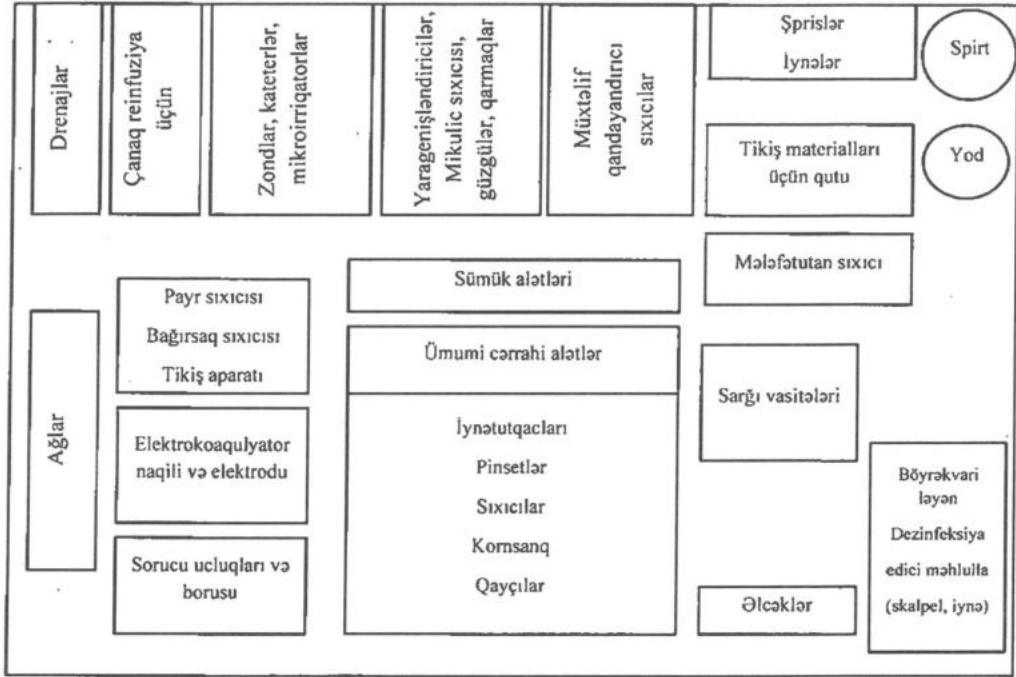 Drenajlar
Çanaq reinfuziya
üçün
Zondlar, kateterlər,
mikroirriqatorlar
Yaragenişləndiricilər,
Mikulic sıxıcısı,
güzgülər, qarmaqlar
Müxtəlif
qandayandırıcı
sıxıcılar
Şprislər
İynələr
Spirt
Tikiş materialları
üçün qutu
Yod
Mələfətutan sıxıcı
Sümük alətləri
Payr sıxıcısı
Bağırsaq sıxıcısı
Tikiş aparatı
Ümumi cərrahi alətlər
İynətutqacları
Pinsetlər
Sıxıcılar
Kornsanq
Qayçılar
Sarğı vasitələri
Ağlar
Elektrokoaqulyator
naqili və elektrodu
Sorucu ucluqları və
borusu
Əlcəklər
Böyrəkvari
ləyən
Dezinfeksiya
edici məhlulla
(skalpel, iynə)